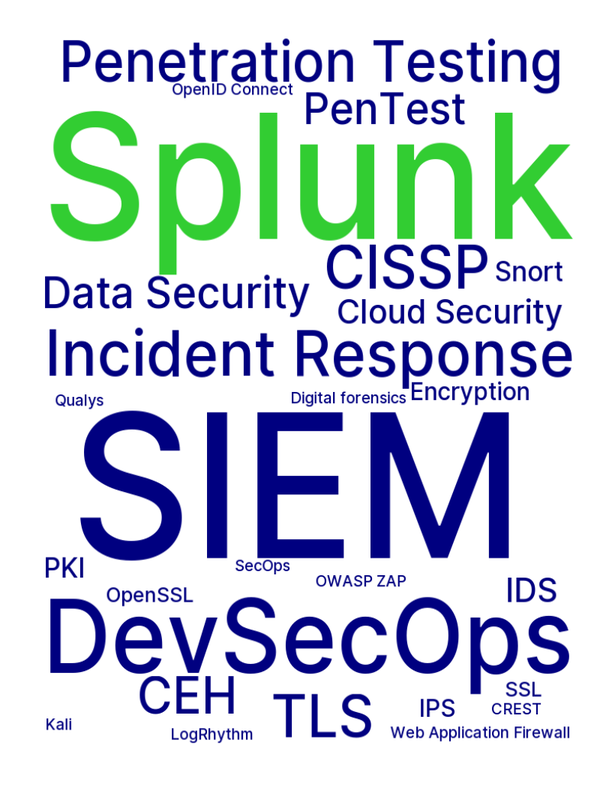 Penetration Testing
OpenID Connect
PenTest
Splunk
CISSP
Snort
Data Security
Cloud Security
Incident Response
Encryption
Qualys
Digital forensics
SIEM
PKI
SecOps
OWASP ZAP
OpenSSL
IDS
DevSecOps
CEH
SSL
TLS
IPS
CREST
Kali
LogRhythm
Web Application Firewall